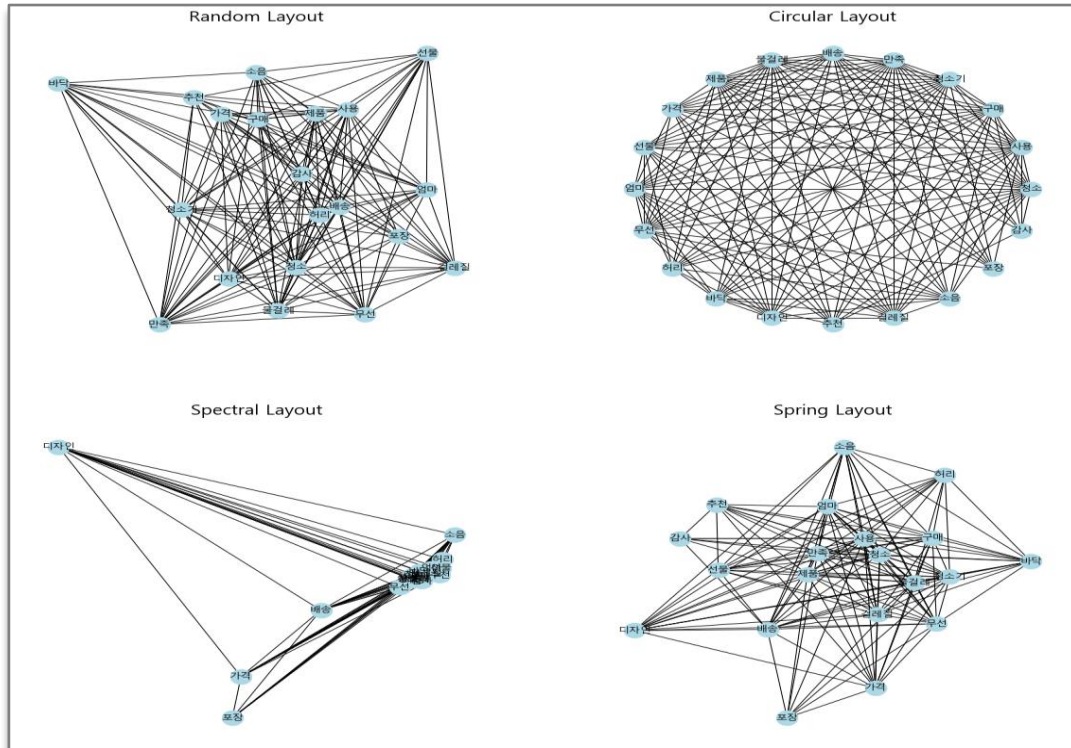 Random Layout
선물
소음
바닥
추천
가격
구매
제품
사용
감사
엄마
청소기
허리
배송
포장
청소
걸레질
디자인
물걸레
무선
만족
Circular Layout
배송
물걸레
만족
제품
청소기
가격
구매
선물
사용
엄마
청소
무선
감사
허리
포장
바닥
소음
디자인
걸레질
추천
Spectral Layout
디자인
소음
허리
무선
배송
가격
포장
Spring Layout
소음
허리
추천
엄마
감사
사용
구매
만족
청소
바닥
선물
제품
걸레
청소기
걸레질
디자인
배송
무선
가격
포장